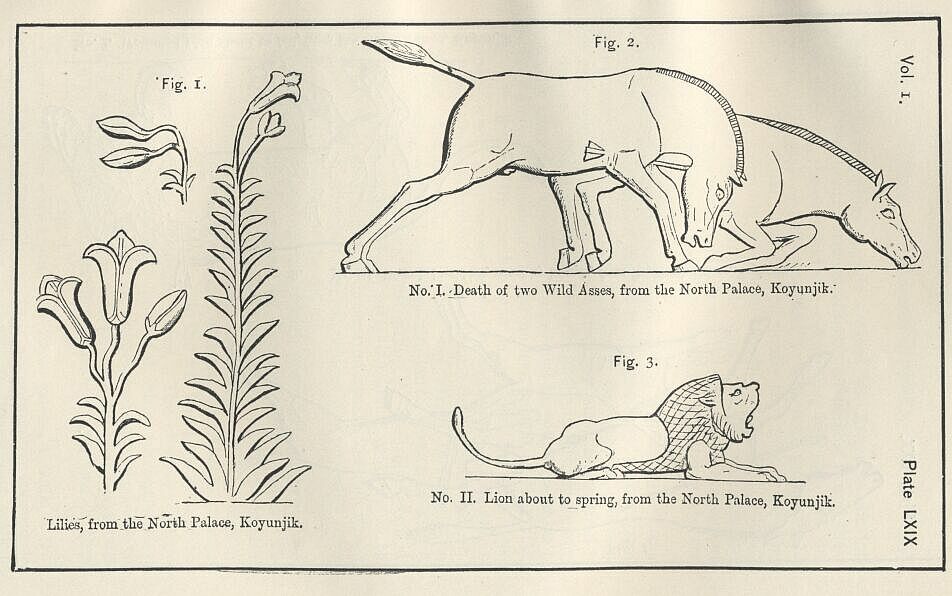 Fig. 1.
Lilies, from the North Palace, Koyunjik.
Fig. 2.
No. I. Death of two Wild Asses, from the North Palace, Koyunjik.
Fig. 3.
No. II. Lion about to spring, from the North Palace, Koyunjik.
Vol. I.
Plate LXIX